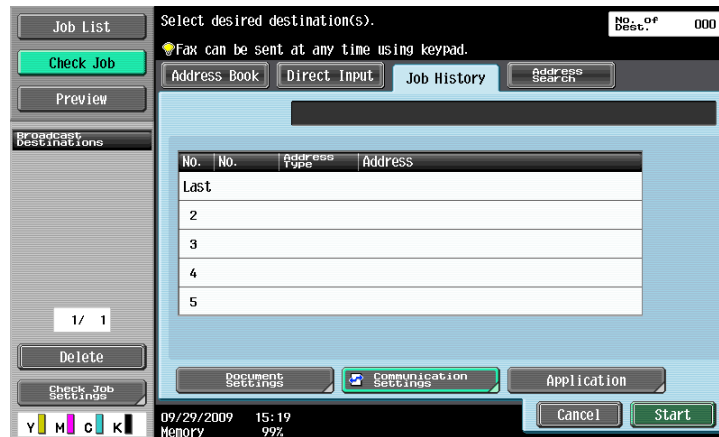 Job List
Check Job
Preview
Broadcast
Destinations
1/ 1
Delete
Check Job
Settings
Y M C K
Select desired destination(s).
No. of
Dest.
000
Fax can be sent at any time using keypad.
Address Book
Direct Input
Job History
Address
Search
No. No. Address
Type Address
Last
2
3
4
5
Document
Settings
Communication
Settings
Application
09/29/2009 15:19
Memory 99%
Cancel
Start